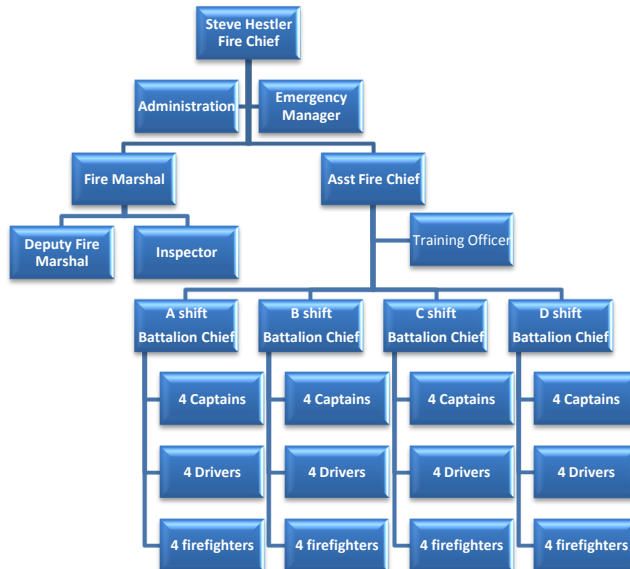 Steve Hestler
Fire Chief
Administration
Emergency
Manager
Fire Marshal
Asst Fire Chief
Deputy Fire
Marshal
Inspector
Training Officer
A shift
Battalion Chief
B shift
Battalion Chief
C shift
Battalion Chief
D shift
Battalion Chief
4 Captains
4 Captains
4 Captains
4 Captains
4 Drivers
4 Drivers
4 Drivers
4 Drivers
4 firefighters
4 firefighters
4 firefighters
4 firefighters